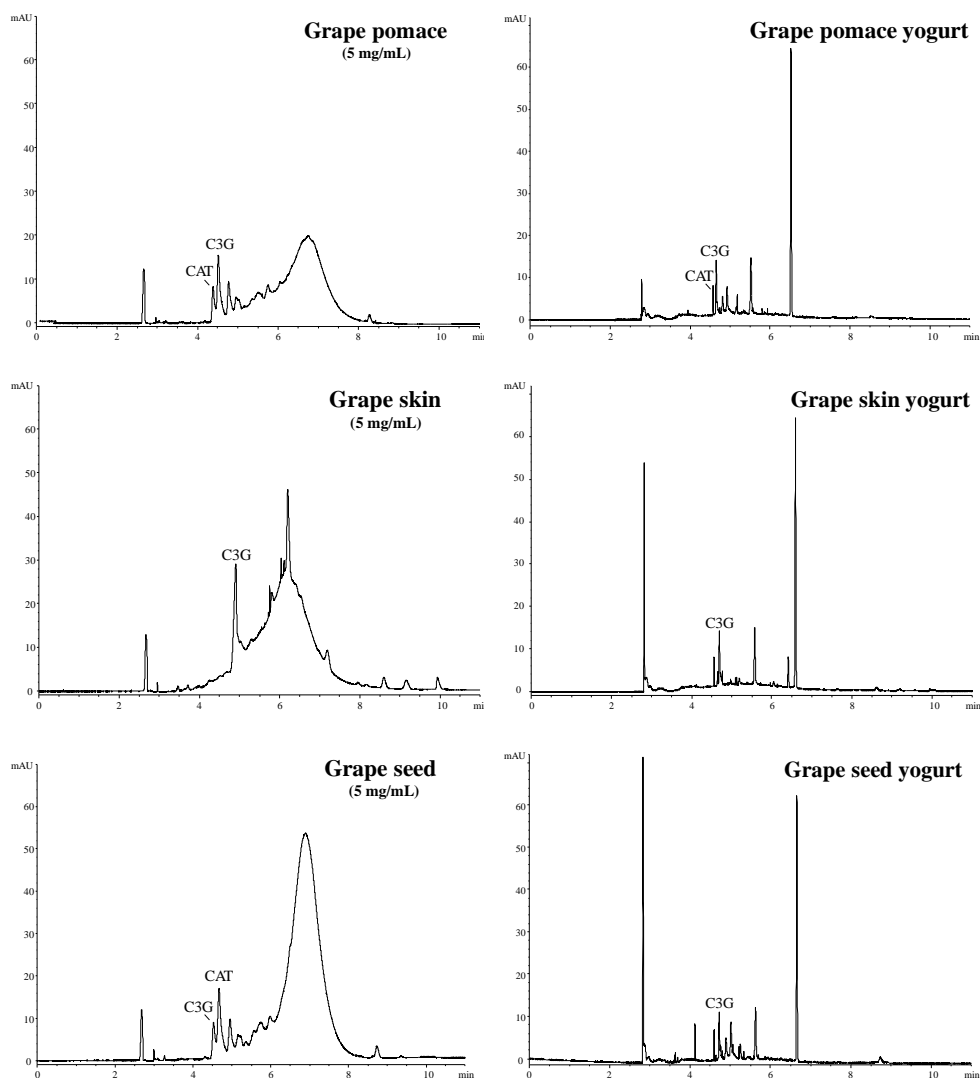 mAU
Grape pomace
(5 mg/mL)
60
50
40
30
20
10
0
C3G
CAT
0 2 4 6 8 10 min
mAU
Grape pomace yogurt
60
50
40
30
20
10
0
C3G
CAT
0 2 4 6 8 10 min
mAU
Grape skin
(5 mg/mL)
60
50
40
30
20
10
0
C3G
0 2 4 6 8 10 min
mAU
Grape skin yogurt
60
50
40
30
20
10
0
C3G
0 2 4 6 8 10 min
mAU
Grape seed
(5 mg/mL)
60
50
40
30
20
10
0
CAT
C3G
0 2 4 6 8 10 min
mAU
Grape seed yogurt
60
50
40
30
20
10
0
C3G
0 2 4 6 8 10 min